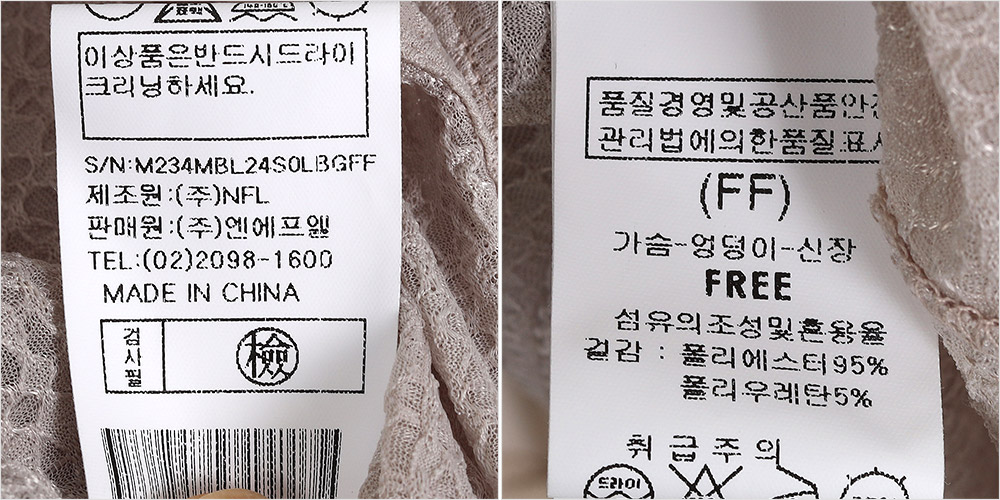 이상품은반드시드라이
크리닝하세요.
S/N:M234MBL24S0LBGFF
제조원:(주)NFL
판매원:(주)엔에프엘
TEL:(02)2098-1600
MADE IN CHINA
검사필
檢
품질경영및공산품안전
관리법에의한품질표시
(FF)
가슴-엉덩이-신장
FREE
섬유의조성및혼용율
겉감 : 폴리에스터95%
폴리우레탄5%
취급주의
드라이